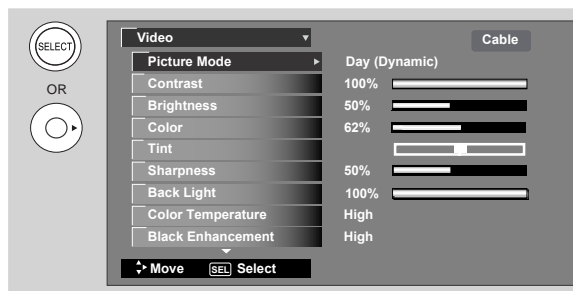 SELECT
OR
Video
Cable
Picture Mode Day (Dynamic)
Contrast 100%
Brightness 50%
Color 62%
Tint
Sharpness 50%
Back Light 100%
Color Temperature High
Black Enhancement High
Move SEL Select